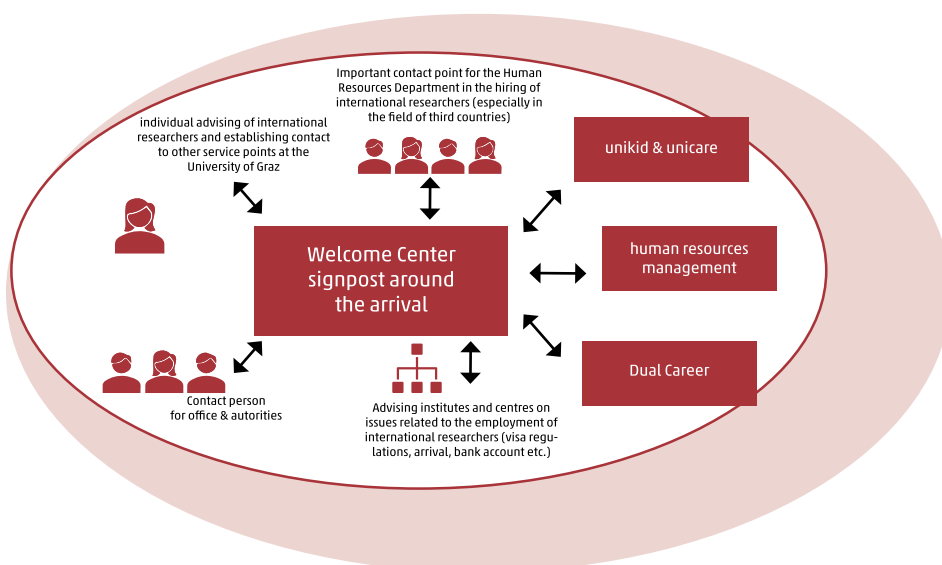 Important contact point for the Human
Resources Department in the hiring of
international researchers (especially in
the field of third countries)
individual advising of international
researchers and establishing contact
to other service points at the
University of Graz
unikid & unicare
Welcome Center
signpost around
the arrival
human resources
management
Dual Career
Contact person
for office & autorities
Advising institutes and centres on
issues related to the employment of
international researchers (visa regu-
lations, arrival, bank account etc.)